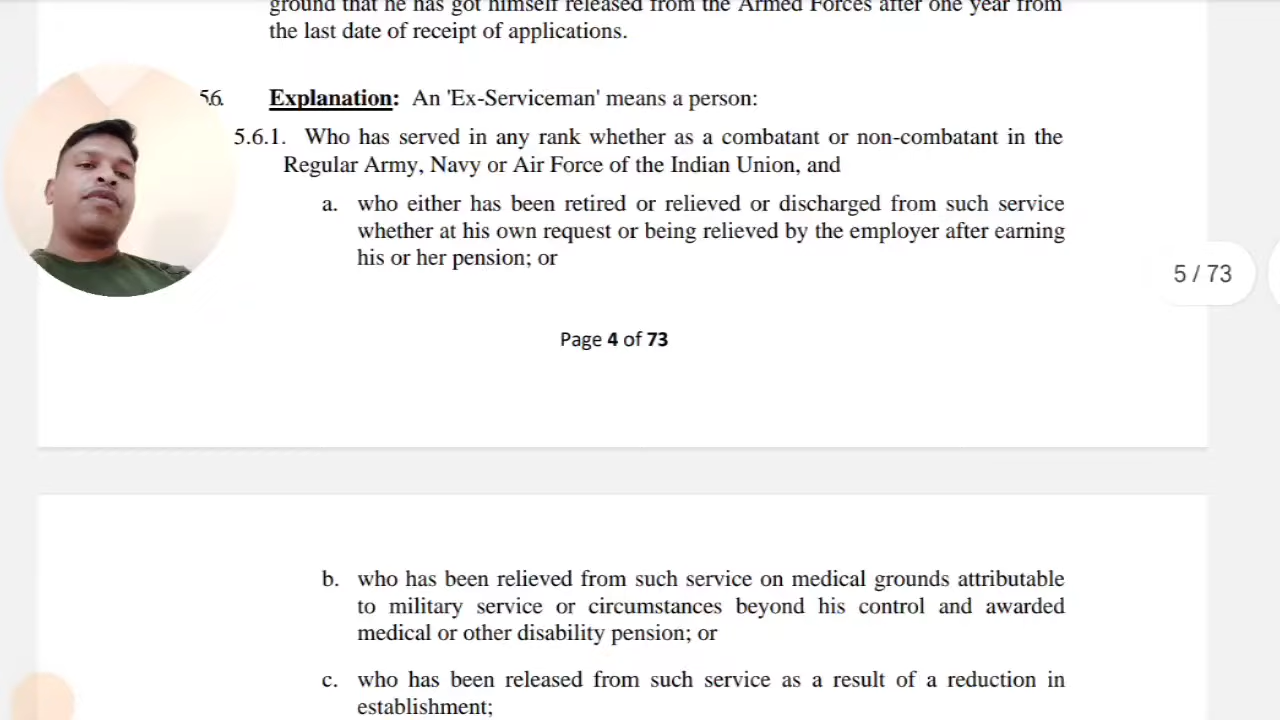 ground that he has got himself released from the Armed Forces after one year from
the last date of receipt of applications.
5.6. Explanation: An 'Ex-Serviceman' means a person:
5.6.1. Who has served in any rank whether as a combatant or non-combatant in the
Regular Army, Navy or Air Force of the Indian Union, and
a. who either has been retired or relieved or discharged from such service
whether at his own request or being relieved by the employer after earning
his or her pension; or
5 / 73
Page 4 of 73
b. who has been relieved from such service on medical grounds attributable
to military service or circumstances beyond his control and awarded
medical or other disability pension; or
c. who has been released from such service as a result of a reduction in
establishment;